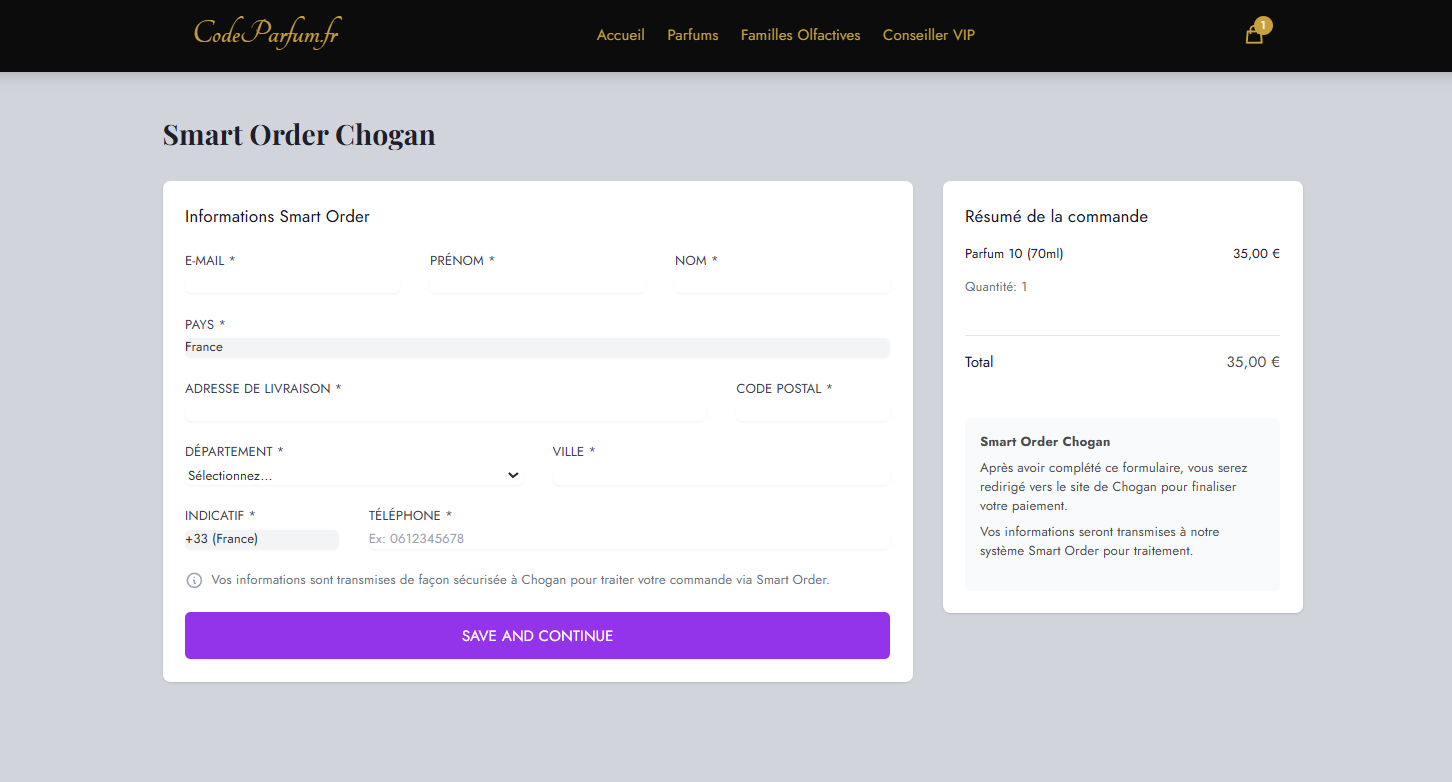 CodeParfum.fr
Accueil Parfums Familles Olfactives Conseiller VIP
1
Smart Order Chogan
Informations Smart Order
E-MAIL * PRÉNOM * NOM *
PAYS *
France
ADRESSE DE LIVRAISON * CODE POSTAL *
DÉPARTEMENT * VILLE *
Sélectionnez...
INDICATIF * TÉLÉPHONE *
+33 (France) Ex: 0612345678
Vos informations sont transmises de façon sécurisée à Chogan pour traiter votre commande via Smart Order.
SAVE AND CONTINUE
Résumé de la commande
Parfum 10 (70ml) 35,00 €
Quantité: 1
Total 35,00 €
Smart Order Chogan
Après avoir complété ce formulaire, vous serez
redirigé vers le site de Chogan pour finaliser
votre paiement.
Vos informations seront transmises à notre
système Smart Order pour traitement.